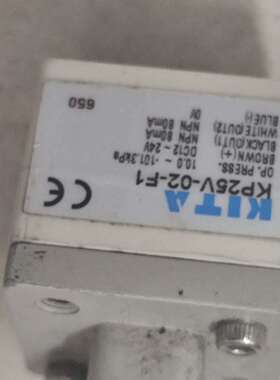 KITA
KP25V-02-F1
OP. PRESS. 10.0 ~ -101.3kPa
BROWN(+) DC12~24V
BLACK(OUT1) NPN 80mA
WHITE(OUT2) NPN 80mA
BLUE(-) 0V
CE
650